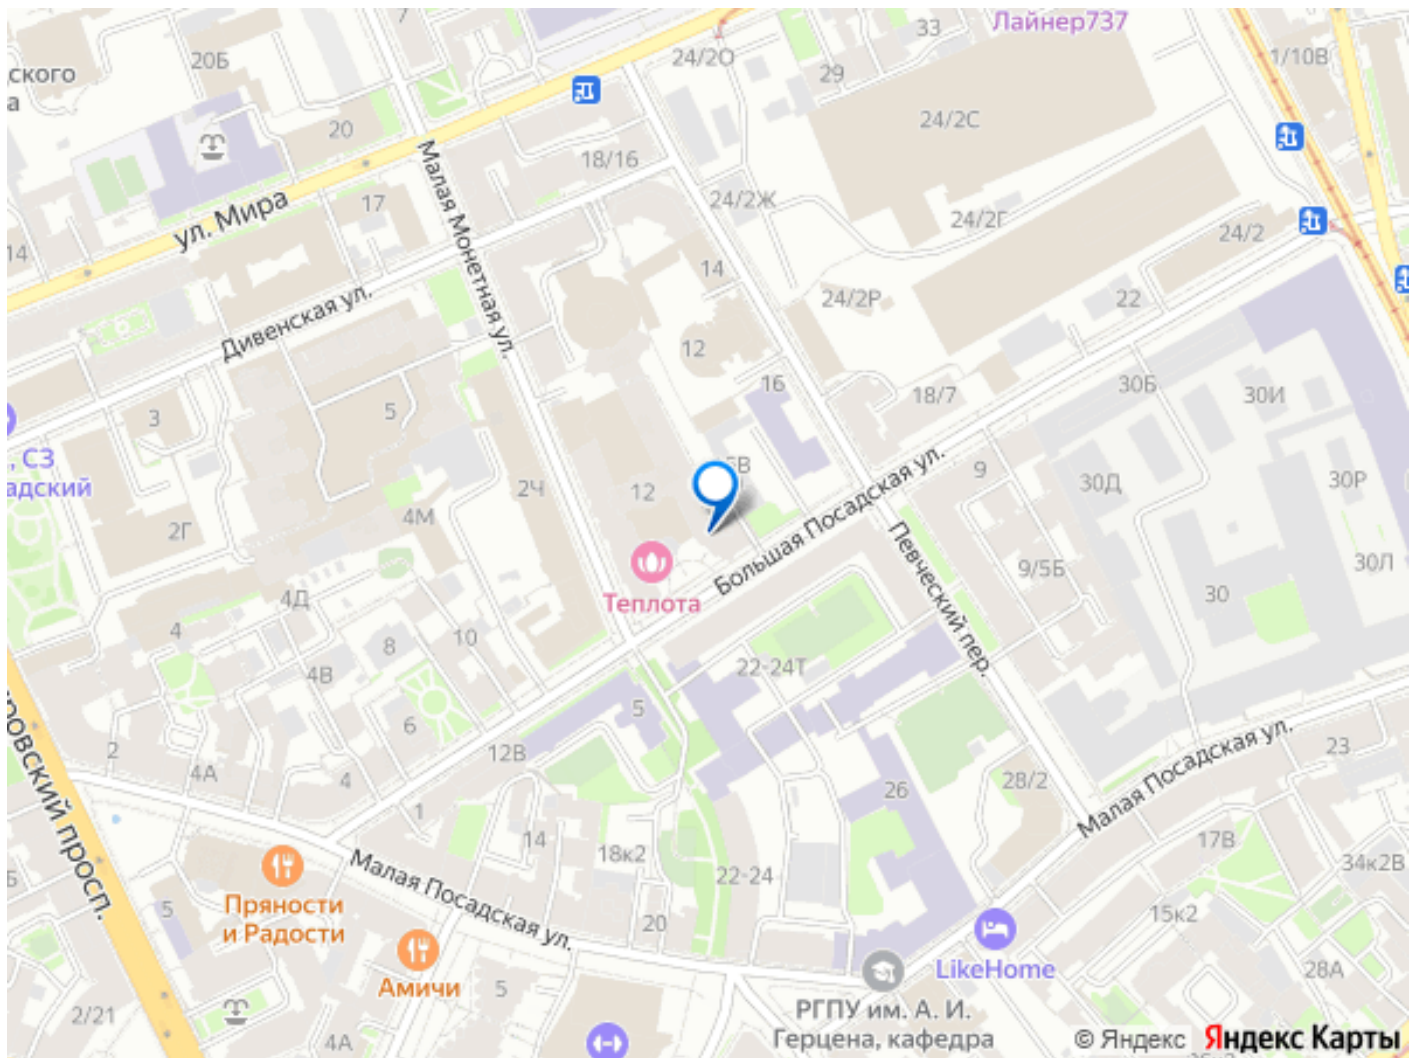 Лайнер737
7
33
20Б
24/2О
29
1/10В
ского
а
20
24/2С
18/16
Малая Монетная ул.
17
24/2Ж
ул. Мира
24/2Г
24/2
14
14
24/2Р
22
Дивенская ул.
12
16
30Б
30И
18/7
3
5
, СЗ
адский
5В
9
30Д
30Р
2Ч
12
Большая Посадская ул.
4М
2Г
Певческий пер.
9/5Б
30Л
30
Теплота
4Д
4
8
10
4В
22-24Т
5
6
2
4А
4
12В
ровский просп.
Малая Посадская ул.
23
28/2
26
1
14
18к2
17В
34к2В
22-24
Малая Посадская ул.
Б
5
Пряности
и Радости
20
15к2
LikeHome
28А
Амичи
5
2/21
4А
РГПУ им. А. И.
Герцена, кафедра
© Яндекс Яндекс Карты